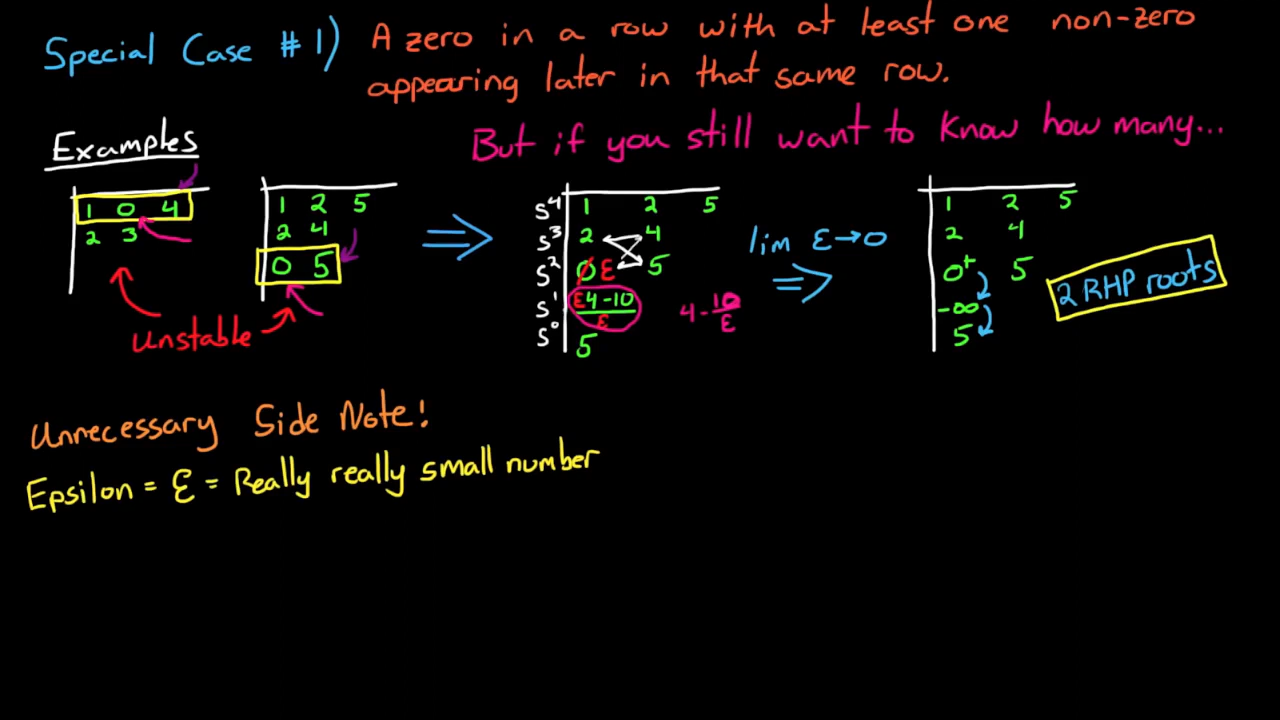 Special Case #1) A zero in a row with at least one non-zero
appearing later in that same row.
Examples
But if you still want to know how many...
1 0 4
2 3
1 2 5
2 4
0 5
Unstable
⇒
S⁴ 1 2 5
S³ 2 4
S² 0 ε 5
S¹ ε4-10
ε
4-10/ε
S⁰ 5
lim ε→0
⇒
1 2 5
2 4
0⁺ 5
-∞
5
2 RHP roots
Unnecessary Side Note!
Epsilon = ε = Really really small number